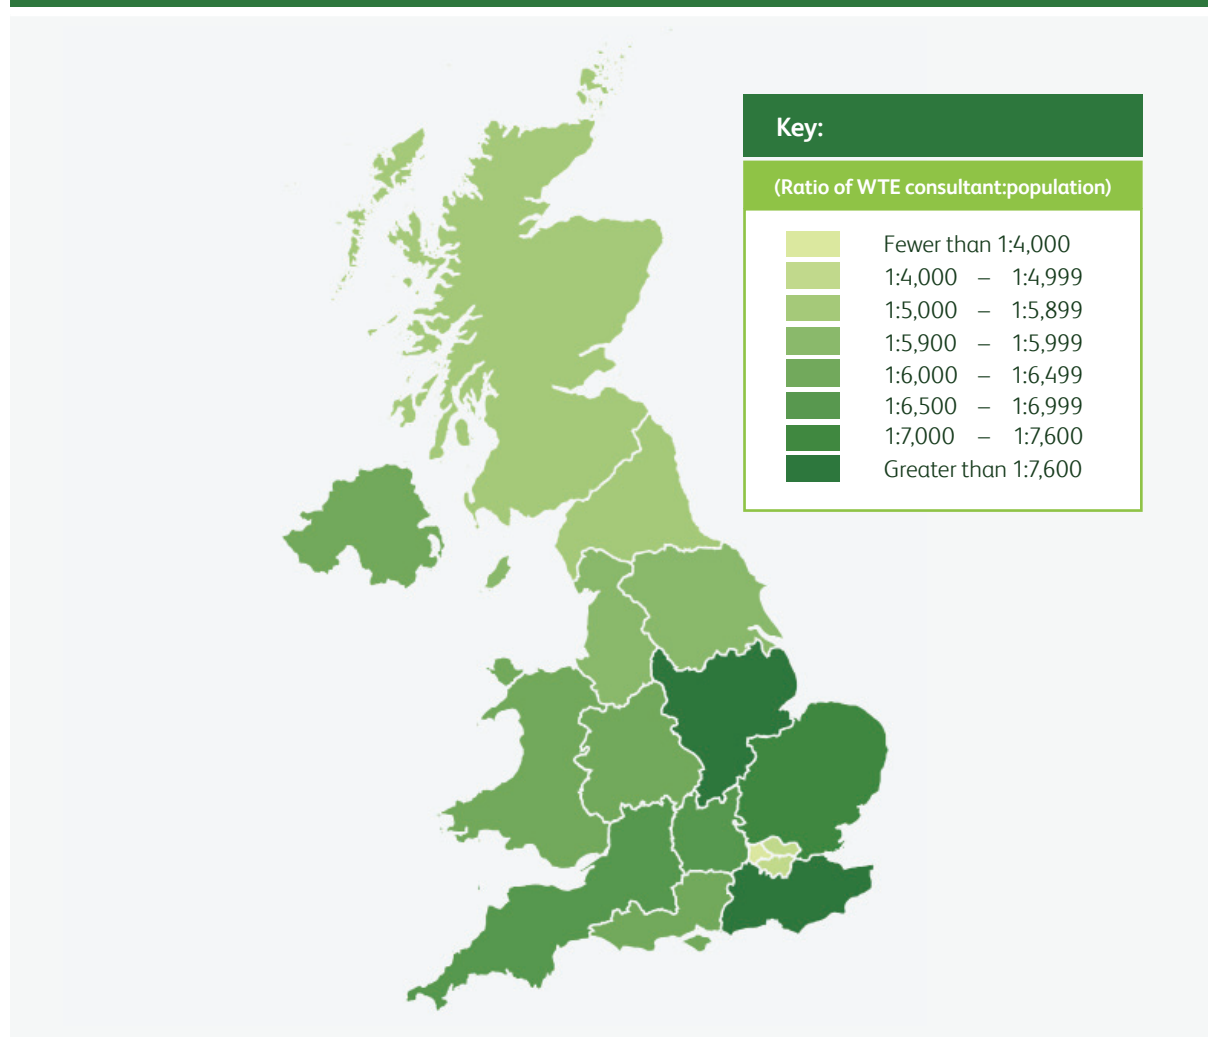 Key:
(Ratio of WTE consultant:population)
Fewer than 1:4,000
1:4,000 – 1:4,999
1:5,000 – 1:5,899
1:5,900 – 1:5,999
1:6,000 – 1:6,499
1:6,500 – 1:6,999
1:7,000 – 1:7,600
Greater than 1:7,600